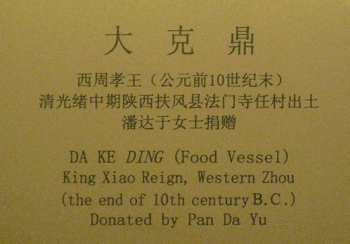 大克鼎
西周孝王（公元前10世纪末）
清光绪中期陕西扶风县法门寺任村出土
潘达于女士捐赠
DA KE DING (Food Vessel)
King Xiao Reign, Western Zhou
(the end of 10th century B.C.)
Donated by Pan Da Yu